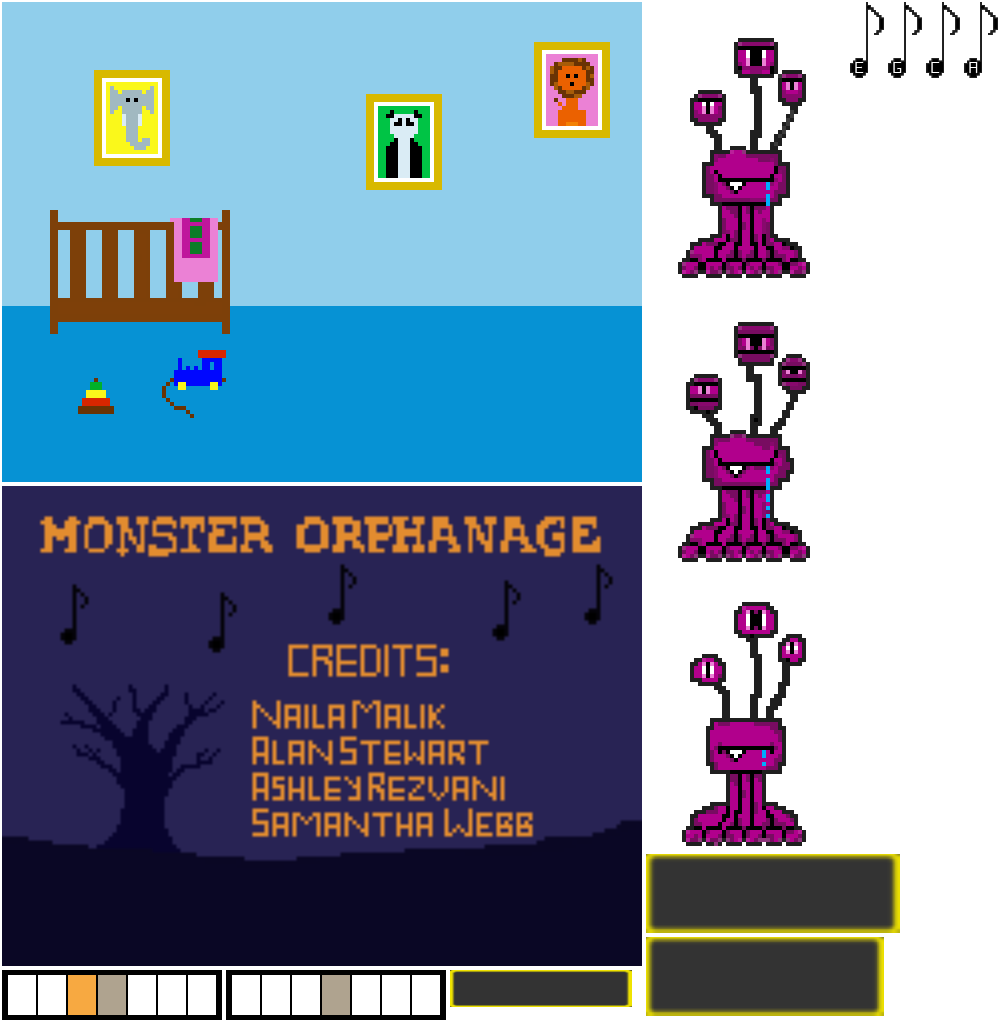 E G C A
MONSTER ORPHANAGE
CREDITS:
NAILA MALIK
ALAN STEWART
ASHLEY REZVANI
SAMANTHA WEBB